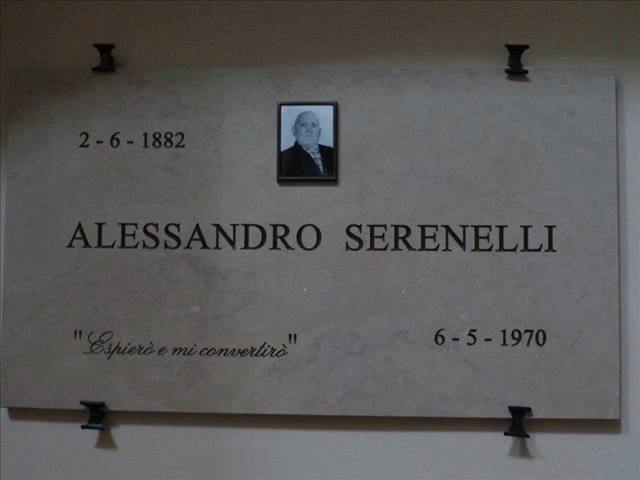 2 - 6 - 1882
ALESSANDRO SERENELLI
"Espierò e mi convertirò"
6 - 5 - 1970